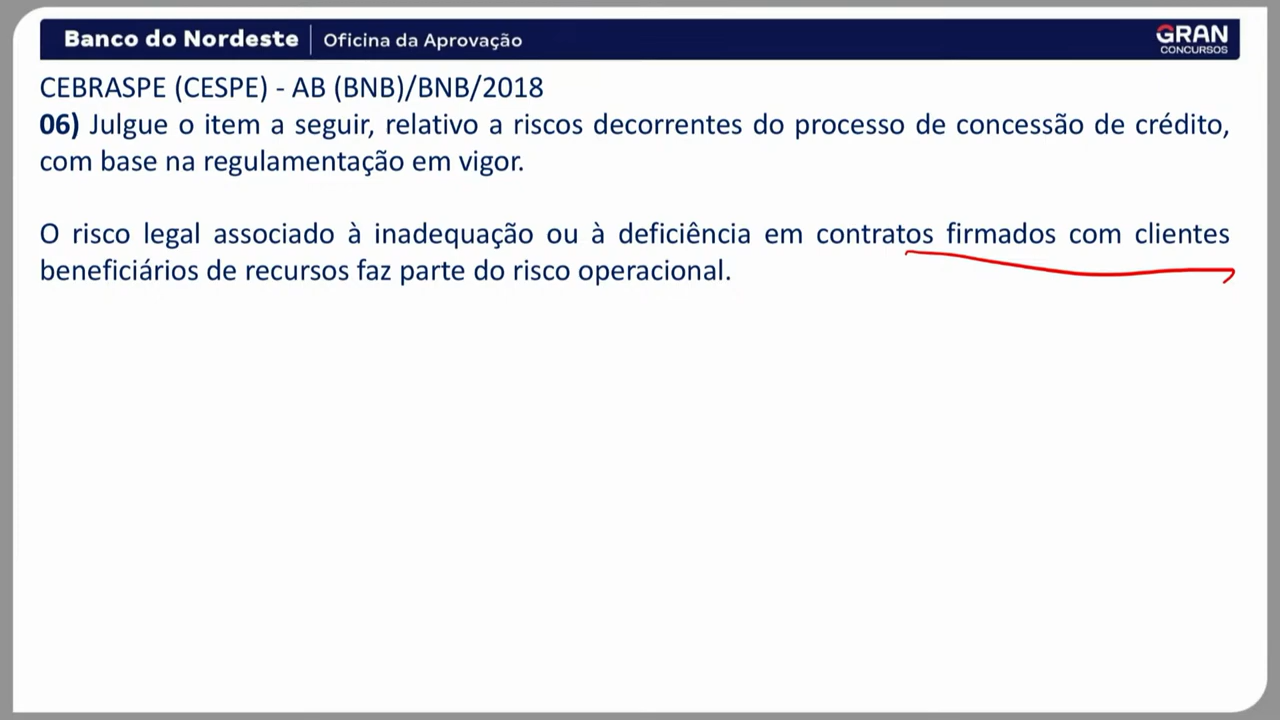 Banco do Nordeste | Oficina da Aprovação
GRAN
CONCURSOS
CEBRASPE (CESPE) - AB (BNB)/BNB/2018
06) Julgue o item a seguir, relativo a riscos decorrentes do processo de concessão de crédito,
com base na regulamentação em vigor.
O risco legal associado à inadequação ou à deficiência em contratos firmados com clientes
beneficiários de recursos faz parte do risco operacional.